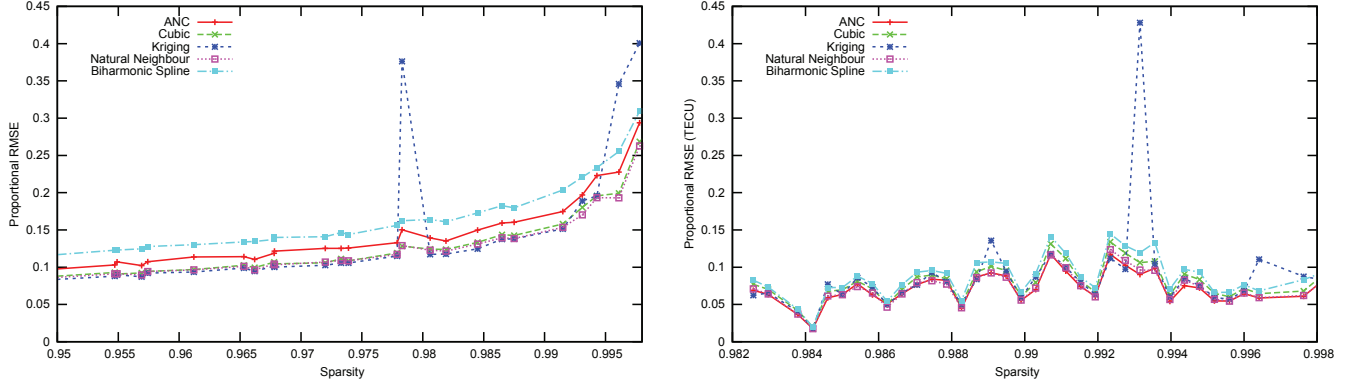 ANC
Cubic
Kriging
Natural Neighbour
Biharmonic Spline
0.45
0.4
0.35
0.3
0.25
0.2
0.15
0.1
0.05
0
Proportional RMSE
0.95 0.955 0.96 0.965 0.97 0.975 0.98 0.985 0.99 0.995
Sparsity
ANC
Cubic
Kriging
Natural Neighbour
Biharmonic Spline
0.45
0.4
0.35
0.3
0.25
0.2
0.15
0.1
0.05
0
Proportional RMSE (TECU)
0.982 0.984 0.986 0.988 0.99 0.992 0.994 0.996 0.998
Sparsity